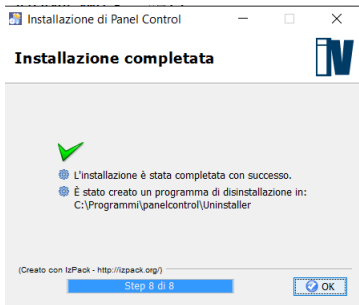 Installazione di Panel Control
Installazione completata
IV
L'installazione è stata completata con successo.
È stato creato un programma di disinstallazione in:
C:\Programmi\panelcontrol\Uninstaller
(Creato con IzPack - http://izpack.org/)
Step 8 di 8
OK